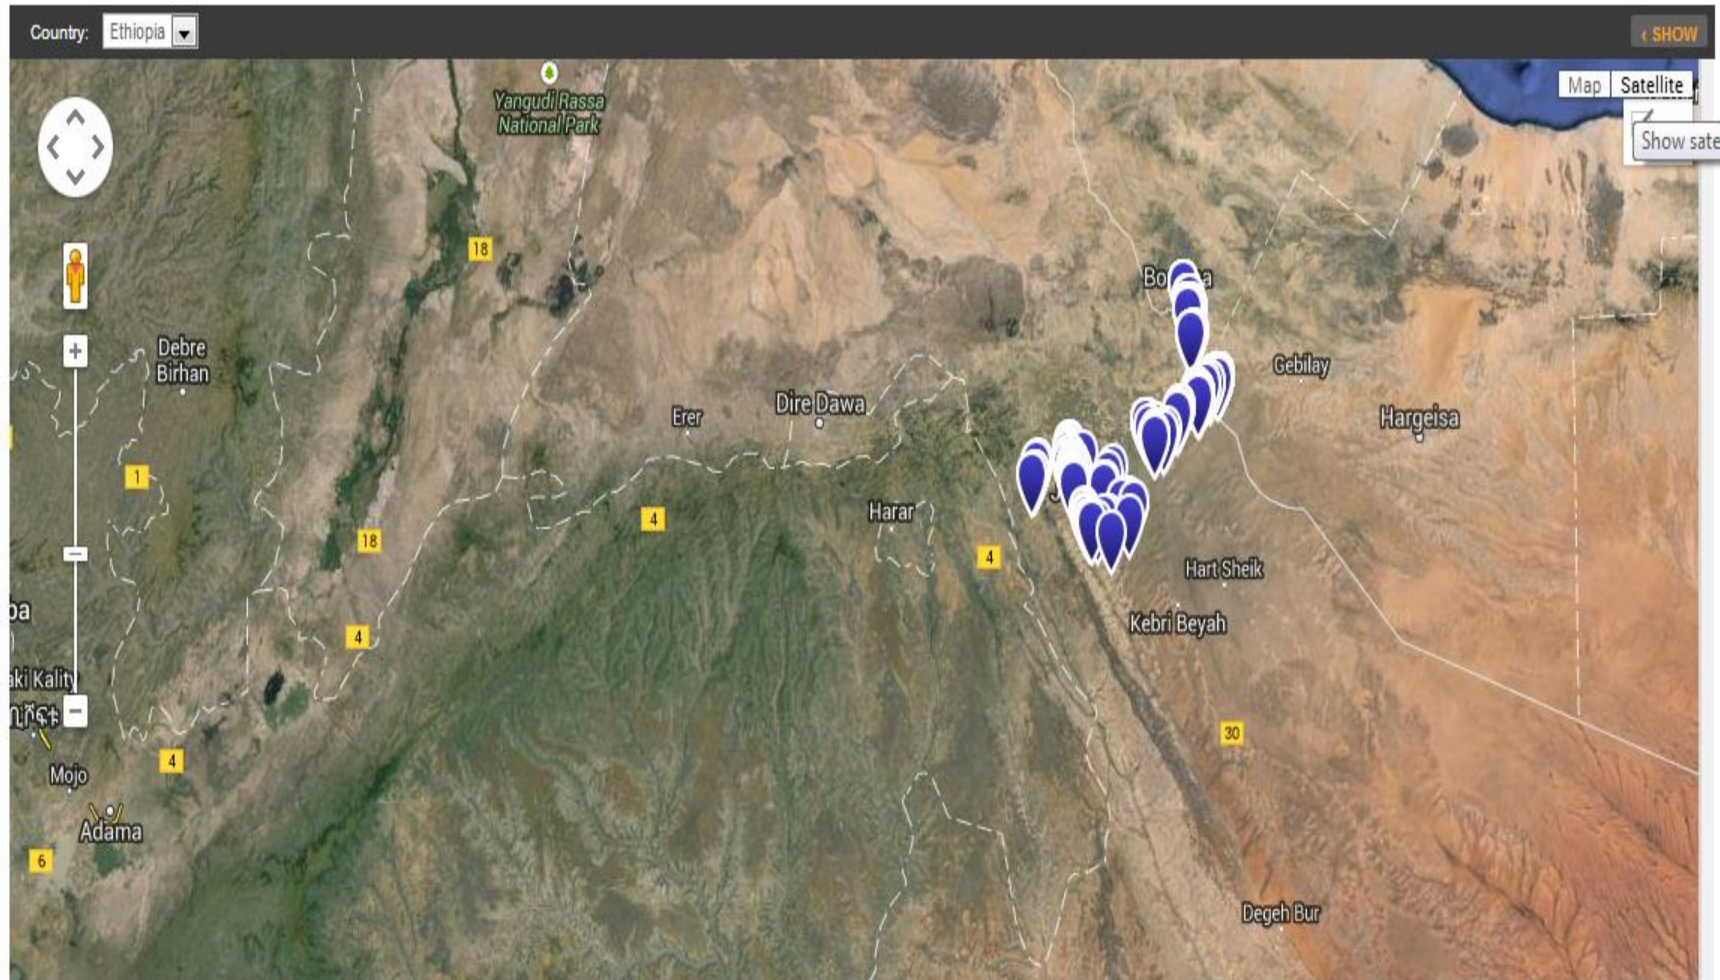 Country: Ethiopia
‹ SHOW
Map
Satellite
Show sate
Yangudi Rassa
National Park
18
Debre
Birhan
Gebilay
Erer
Dire Dawa
Hargeisa
1
Harar
4
18
4
Hart Sheik
Kebri Beyah
4
aki Kality
30
4
Mojo
Adama
6
Degeh Bur